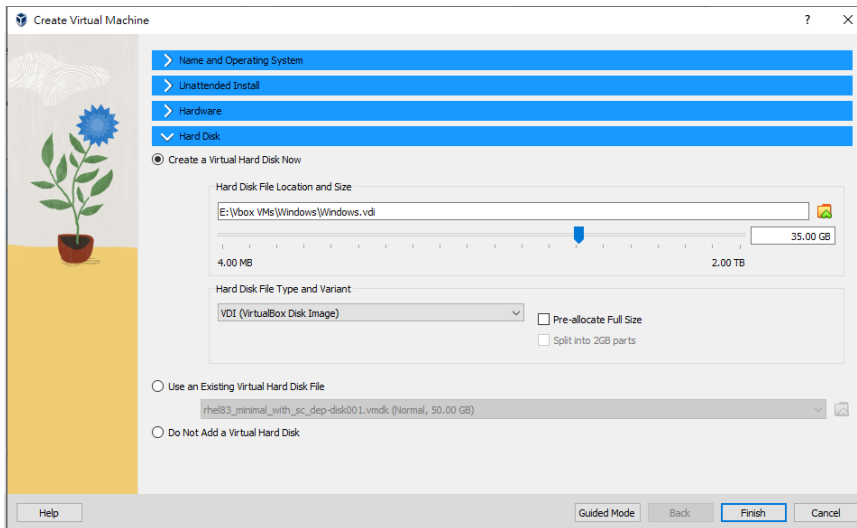 Create Virtual Machine
Name and Operating System
Unattended Install
Hardware
Hard Disk
Create a Virtual Hard Disk Now
Hard Disk File Location and Size
E:\Vbox VMs\Windows\Windows.vdi
35.00 GB
4.00 MB 2.00 TB
Hard Disk File Type and Variant
VDI (VirtualBox Disk Image)
Pre-allocate Full Size
Split into 2GB parts
Use an Existing Virtual Hard Disk File
rhel83_minimal_with_sc_dep-disk001.vmdk (Normal, 50.00 GB)
Do Not Add a Virtual Hard Disk
Help Guided Mode Back Finish Cancel